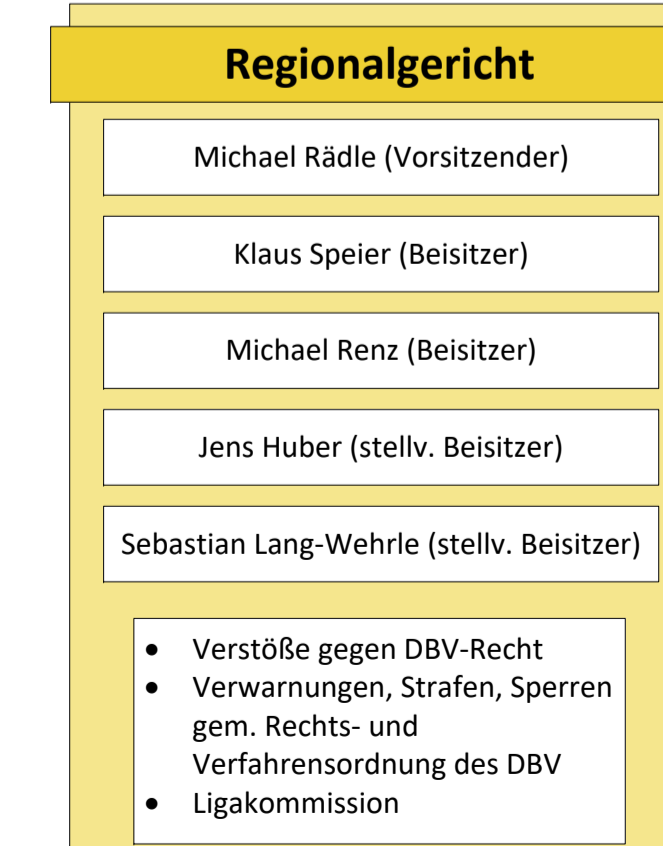 Regionalgericht
Michael Rädle (Vorsitzender)
Klaus Speier (Beisitzer)
Michael Renz (Beisitzer)
Jens Huber (stellv. Beisitzer)
Sebastian Lang-Wehrle (stellv. Beisitzer)
• Verstöße gegen DBV-Recht
• Verwarnungen, Strafen, Sperren
gem. Rechts- und
Verfahrensordnung des DBV
• Ligakommission